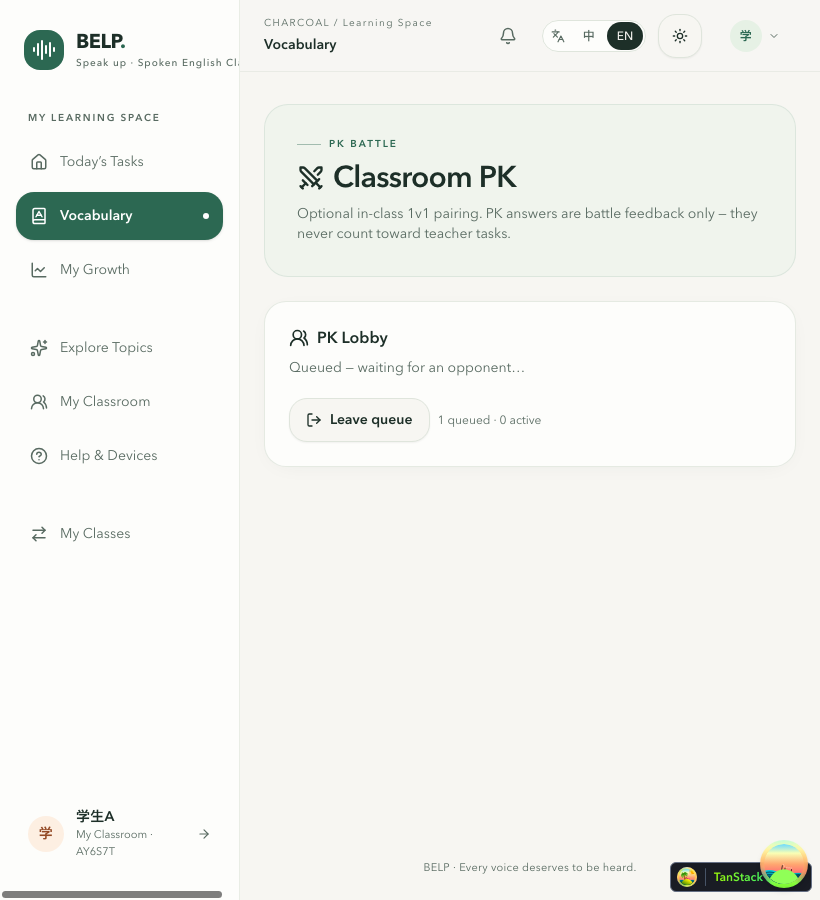 BELP.
Speak up · Spoken English Cl
MY LEARNING SPACE
Today's Tasks
Vocabulary
My Growth
Explore Topics
My Classroom
Help & Devices
My Classes
学
学生A
My Classroom ·
AY6S7T
CHARCOAL / Learning Space
Vocabulary
中
EN
学
PK BATTLE
Classroom PK
Optional in-class 1v1 pairing. PK answers are battle feedback only – they
never count toward teacher tasks.
PK Lobby
Queued – waiting for an opponent…
Leave queue
1 queued · 0 active
BELP · Every voice deserves to be heard.
TanStack